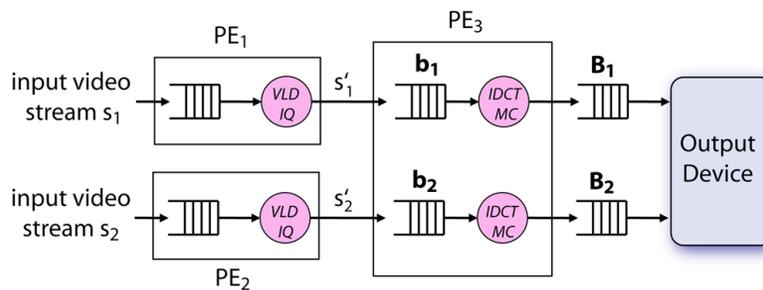 PE₁
PE₃
input video
stream s₁
VLD
IQ
s'₁
b₁
IDCT
MC
B₁
Output
Device
input video
stream s₂
VLD
IQ
s'₂
b₂
IDCT
MC
B₂
PE₂